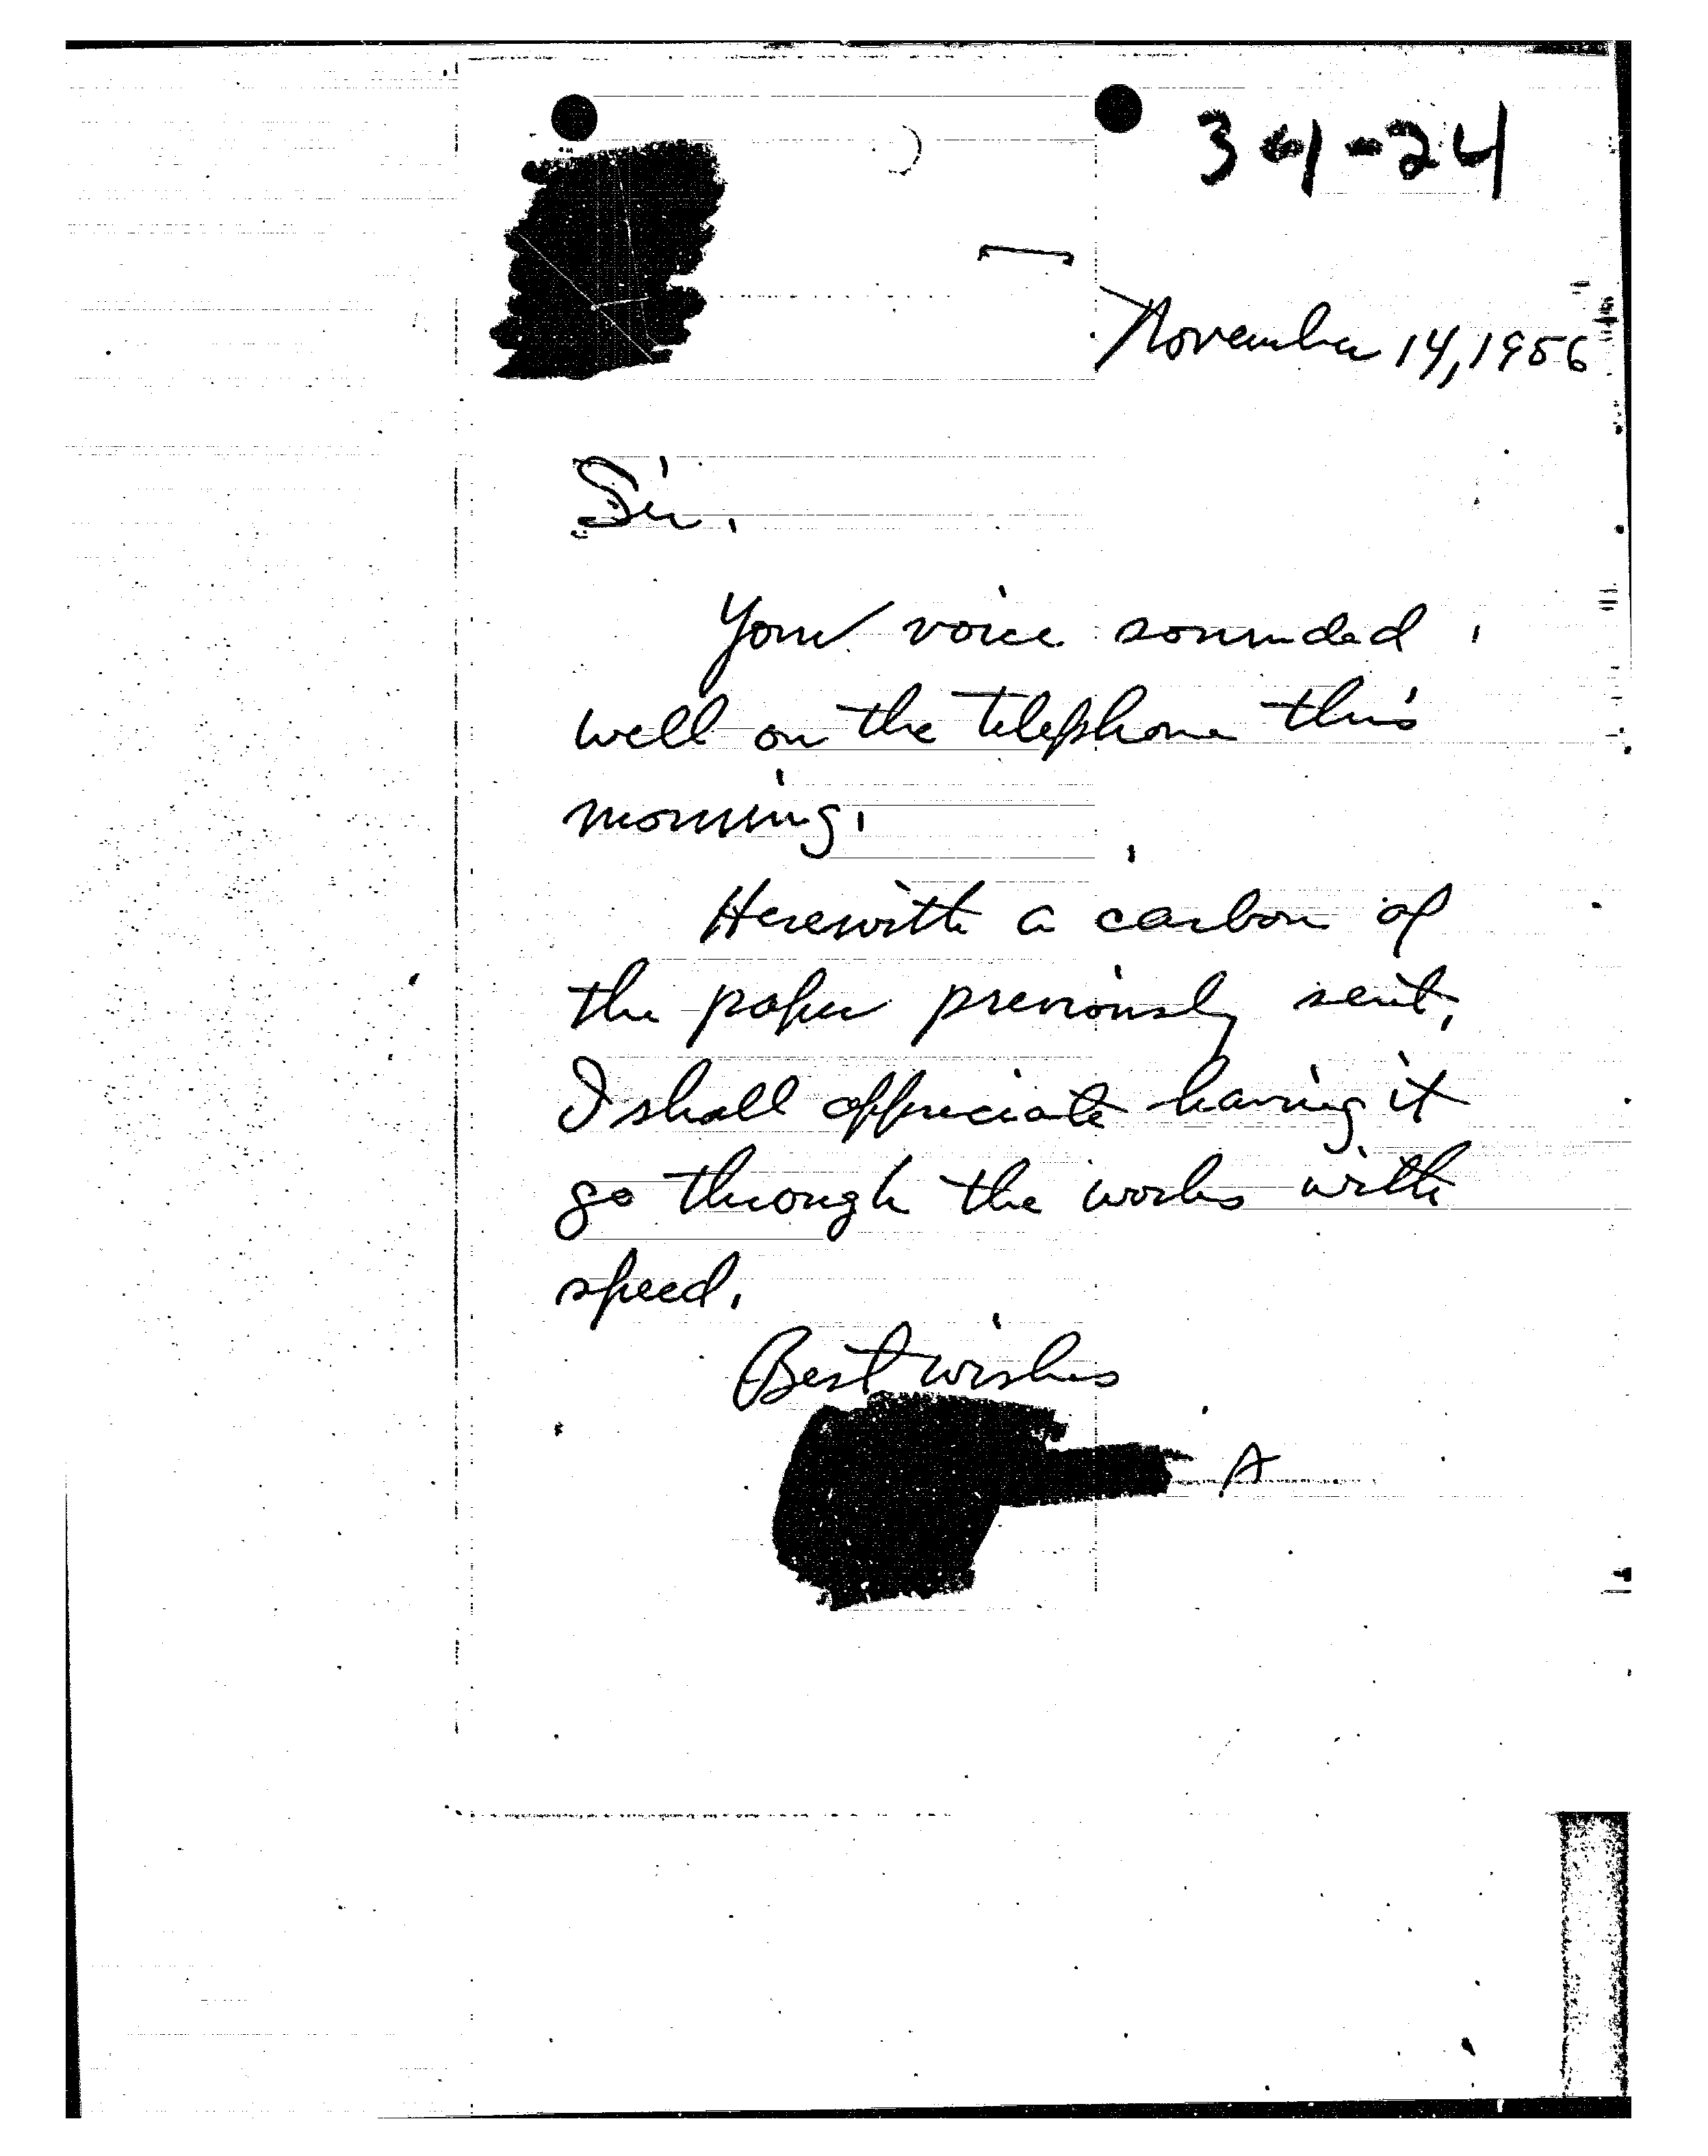 34-24
November 14, 1956
Sir.
Your voice sounded
well on the telephone this
morning.
Herewith a carbon of
the paper previously sent.
I shall appreciate having it
go through the works with
speed.
Best wishes
A